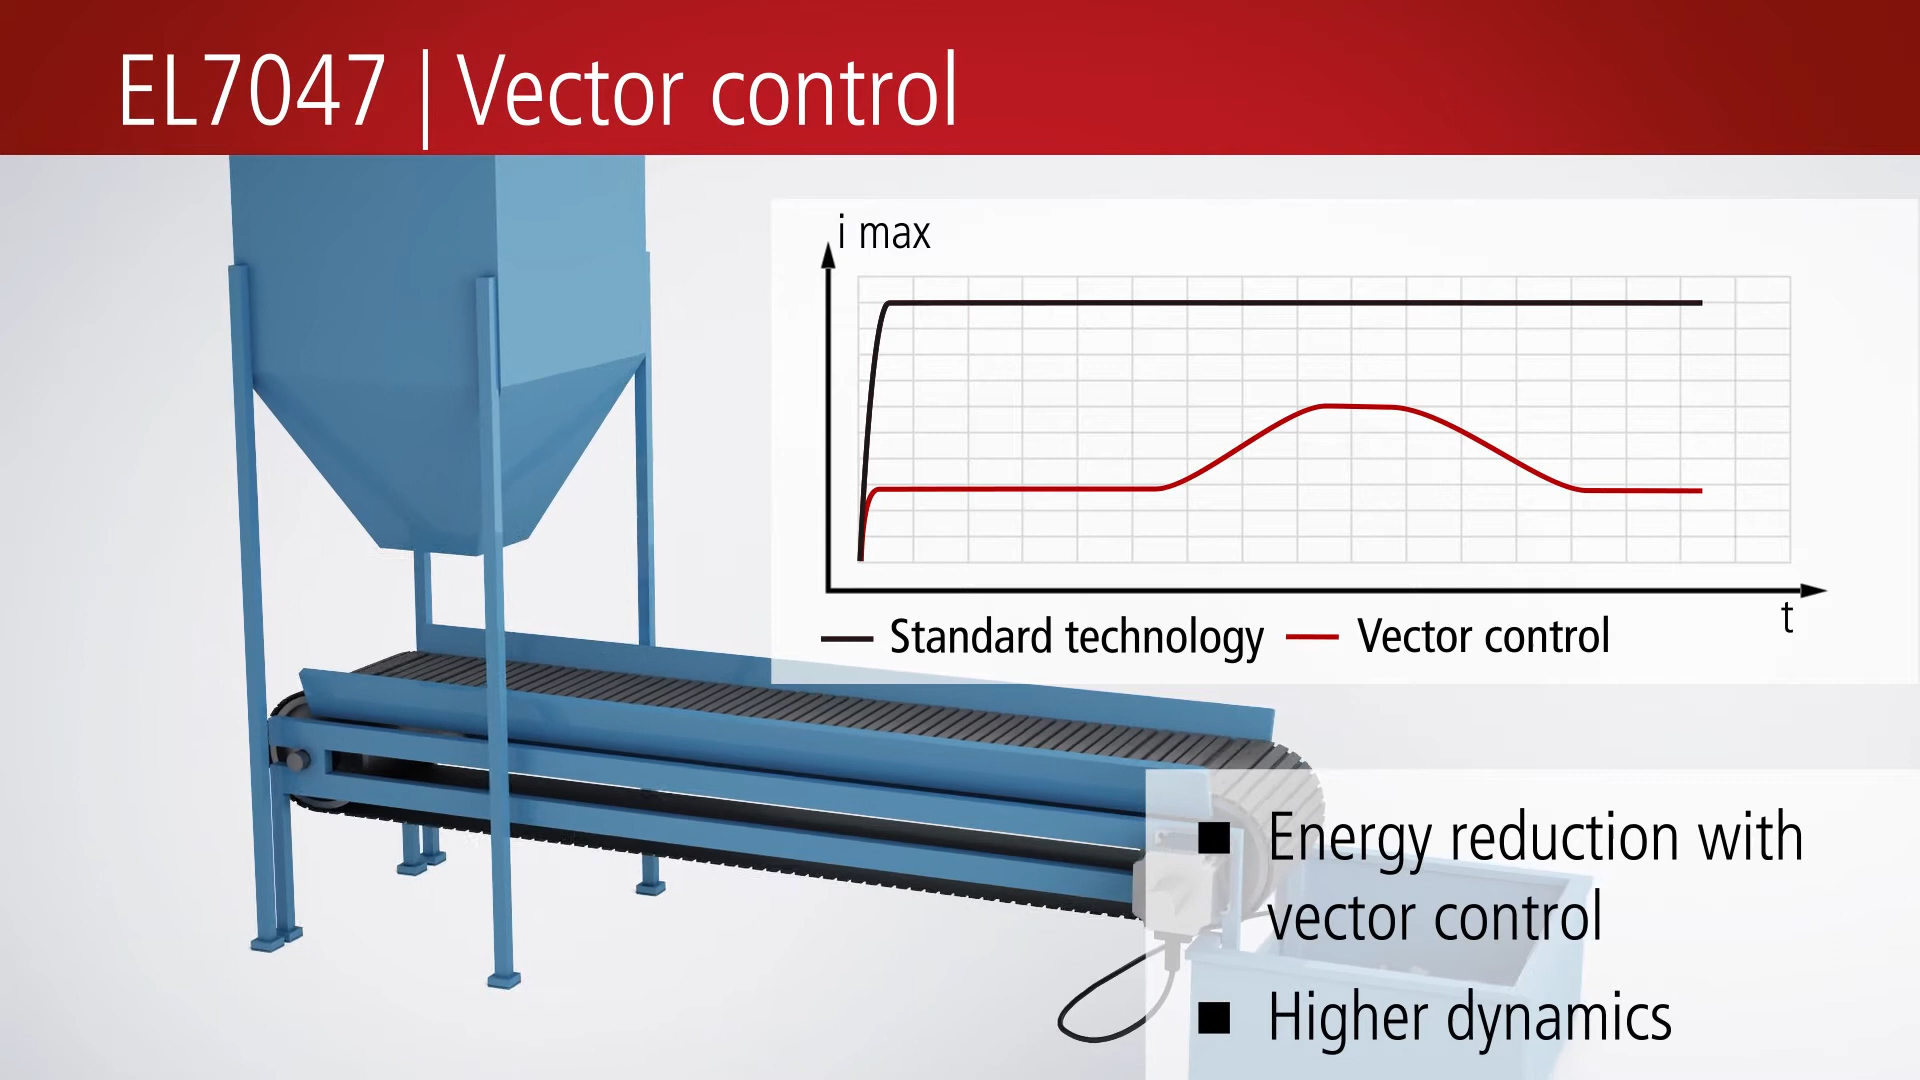 EL7047 | Vector control
i max
t
Standard technology
Vector control
■ Energy reduction with
vector control
■ Higher dynamics